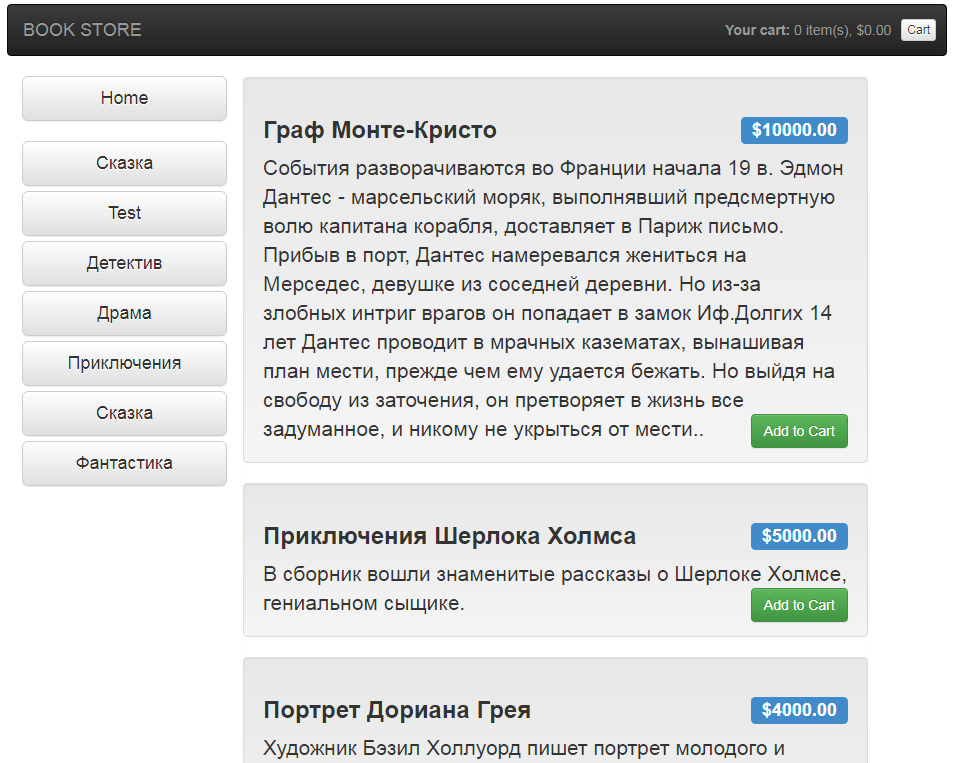 BOOK STORE
Your cart: 0 item(s), $0.00 Cart
Home
Сказка
Test
Детектив
Драма
Приключения
Сказка
Фантастика
Граф Монте-Кристо $10000.00
События разворачиваются во Франции начала 19 в. Эдмон
Дантес - марсельский моряк, выполнявший предсмертную
волю капитана корабля, доставляет в Париж письмо.
Прибыв в порт, Дантес намеревался жениться на
Мерседес, девушке из соседней деревни. Но из-за
злобных интриг врагов он попадает в замок Иф.Долгих 14
лет Дантес проводит в мрачных казематах, вынашивая
план мести, прежде чем ему удается бежать. Но выйдя на
свободу из заточения, он претворяет в жизнь все
задуманное, и никому не укрыться от мести..
Add to Cart
Приключения Шерлока Холмса $5000.00
В сборник вошли знаменитые рассказы о Шерлоке Холмсе,
гениальном сыщике.
Add to Cart
Портрет Дориана Грея $4000.00
Художник Бэзил Холлуорд пишет портрет молодого и